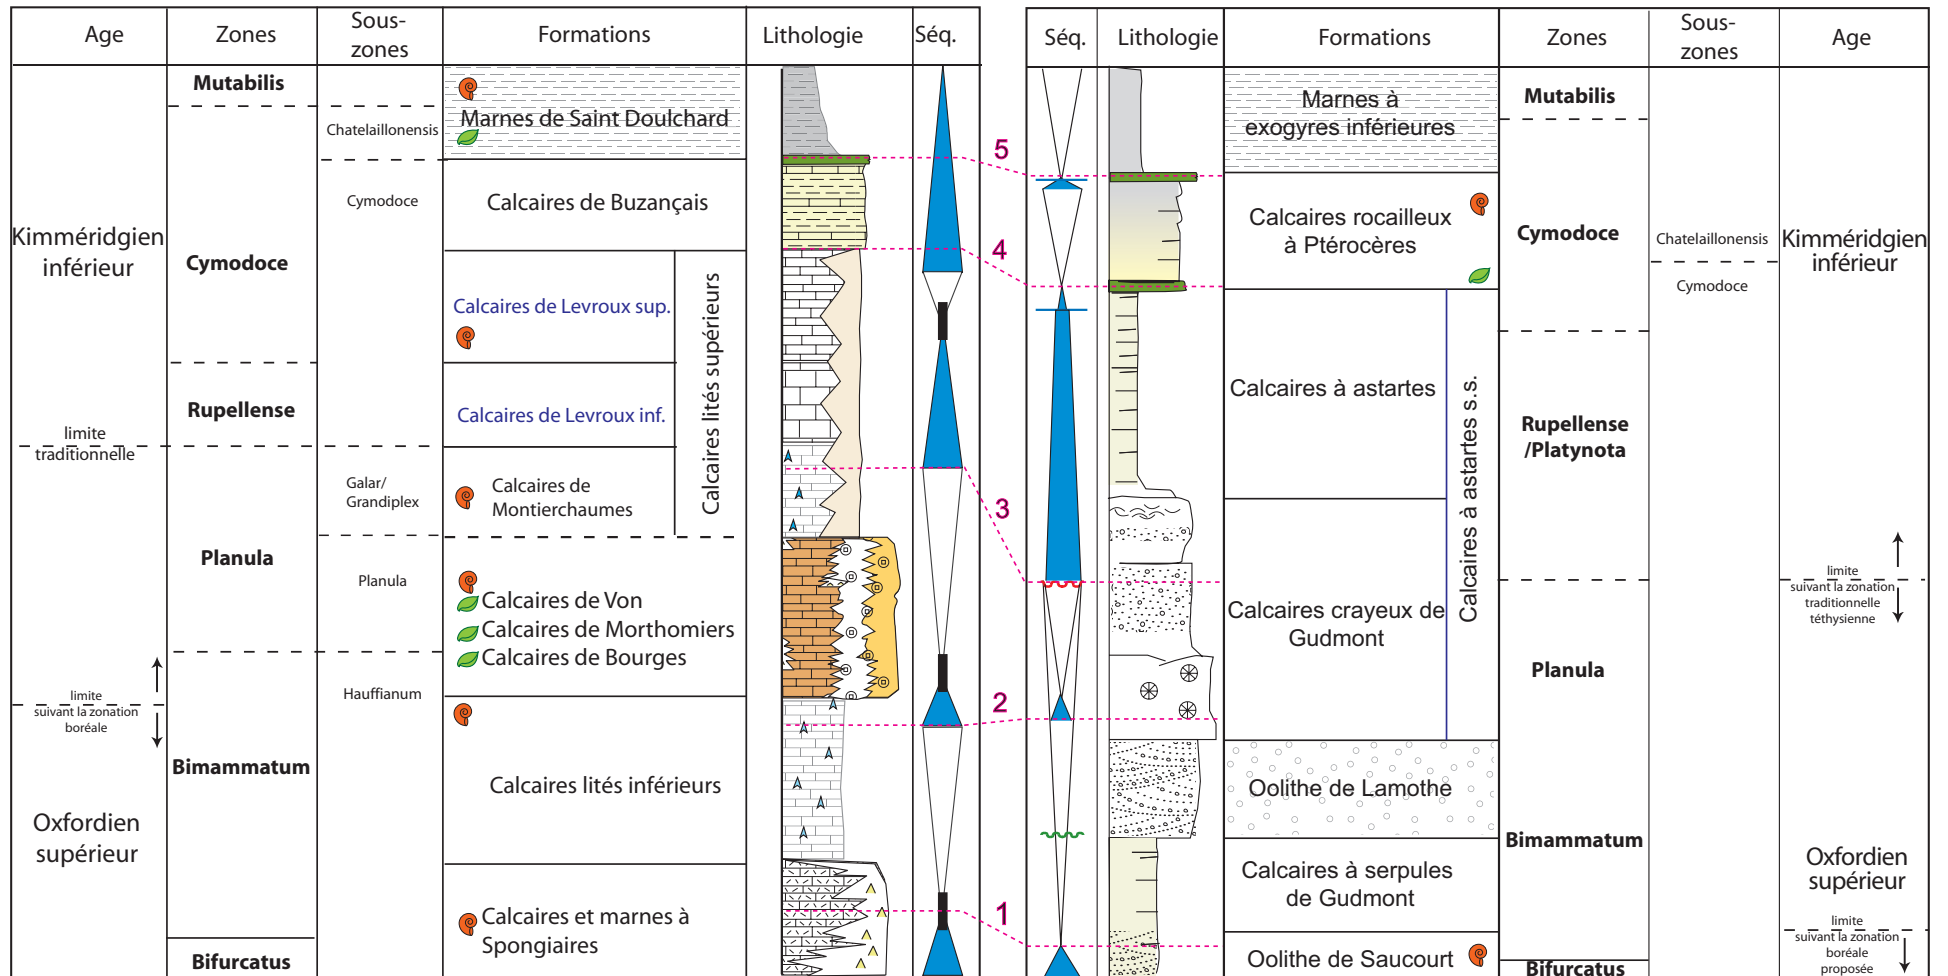 Age
Zones
Sous-
zones
Formations
Lithologie
Séq.
Kimméridgien
inférieur
limite
traditionnelle
limite
suivant la zonation
boréale
Oxfordien
supérieur
Mutabilis
Cymodoce
Rupellense
Planula
Bimammatum
Bifurcatus
Chatelaillonensis
Cymodoce
Galar/
Grandiplex
Planula
Hauffianum
Marnes de Saint Doulchard
Calcaires de Buzançais
Calcaires de Levroux sup.
Calcaires de Levroux inf.
Calcaires de
Montierchaumes
Calcaires lités supérieurs
Calcaires de Von
Calcaires de Morthomiers
Calcaires de Bourges
Calcaires lités inférieurs
Calcaires et marnes à
Spongiaires
5
4
3
2
1
Séq.
Lithologie
Formations
Zones
Sous-
zones
Age
Marnes à
exogyres inférieures
Calcaires rocailleux
à Ptérocères
Calcaires à astartes
Calcaires crayeux de
Gudmont
Calcaires à astartes s.s.
Oolithe de Lamothe
Calcaires à serpules
de Gudmont
Oolithe de Saucourt
Mutabilis
Cymodoce
Rupellense
/Platynota
Planula
Bimammatum
Bifurcatus
Chatelaillonensis
Cymodoce
Kimméridgien
inférieur
limite
suivant la zonation
traditionnelle
téthysienne
Oxfordien
supérieur
limite
suivant la zonation
boréale
proposée